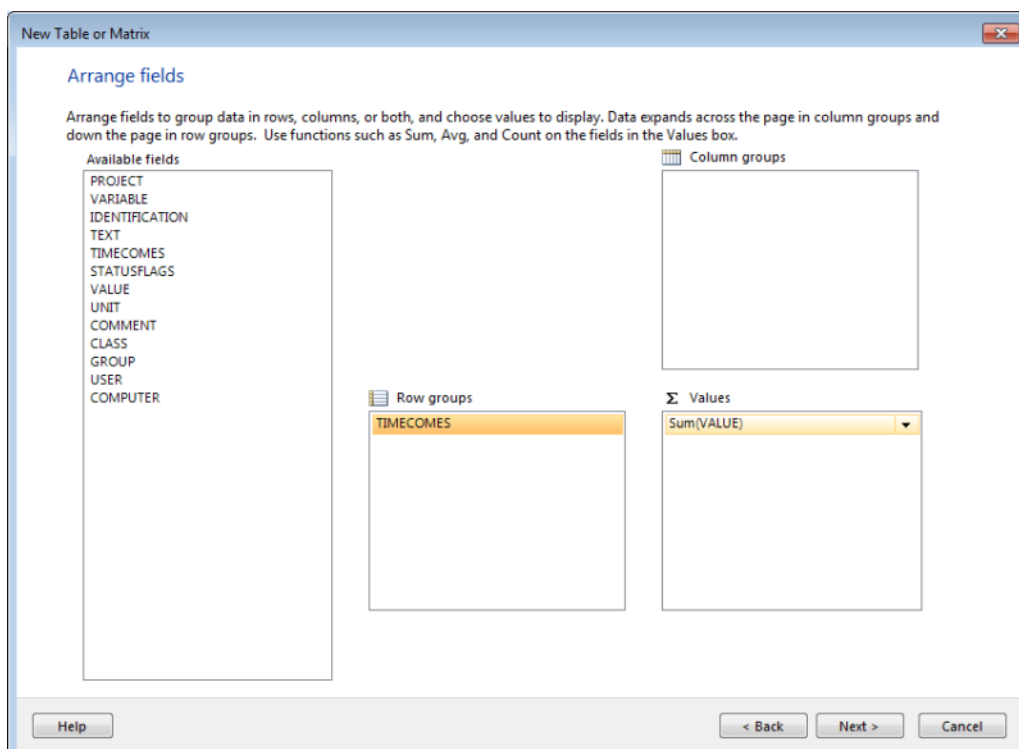 New Table or Matrix
Arrange fields
Arrange fields to group data in rows, columns, or both, and choose values to display. Data expands across the page in column groups and
down the page in row groups.  Use functions such as Sum, Avg, and Count on the fields in the Values box.
Available fields
PROJECT
VARIABLE
IDENTIFICATION
TEXT
TIMECOMES
STATUSFLAGS
VALUE
UNIT
COMMENT
CLASS
GROUP
USER
COMPUTER
Column groups
Row groups
TIMECOMES
Σ Values
Sum(VALUE)
Help
< Back
Next >
Cancel